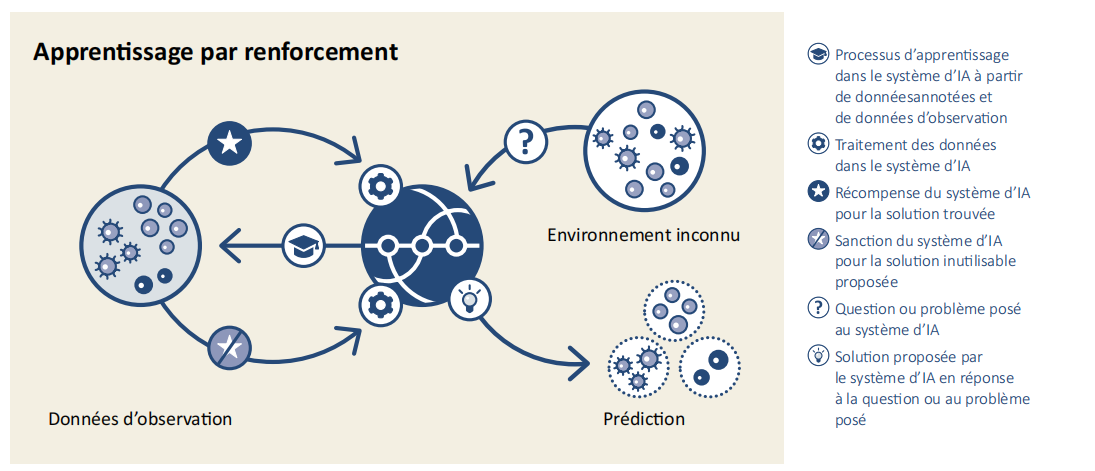 Apprentissage par renforcement
?
Environnement inconnu
Données d'observation
Prédiction
Processus d'apprentissage
dans le système d'IA à partir
de donnéesannotées et
de données d'observation
Traitement des données
dans le système d'IA
Récompense du système d'IA
pour la solution trouvée
Sanction du système d'IA
pour la solution inutilisable
proposée
? Question ou problème posé
au système d'IA
Solution proposée par
le système d'IA en réponse
à la question ou au problème
posé